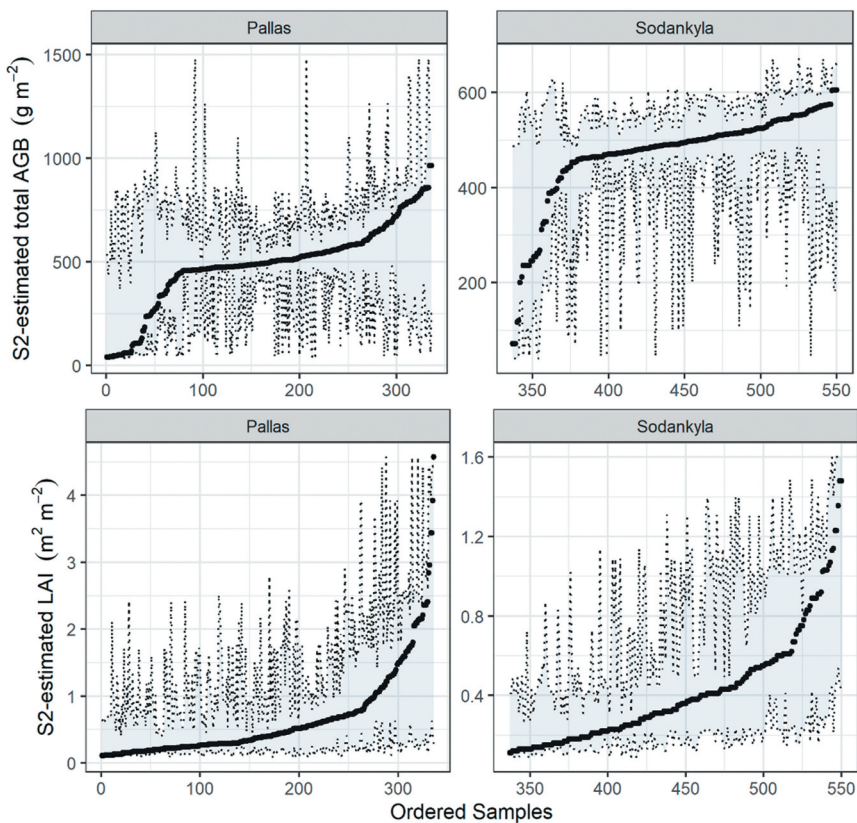 Pallas
Sodankyla
S2-estimated total AGB (g m−2)
1500
1000
500
0
600
400
200
0 100 200 300
350 400 450 500 550
Pallas
Sodankyla
S2-estimated LAI (m2 m−2)
4
3
2
1
0
1.6
1.2
0.8
0.4
0 100 200 300
350 400 450 500 550
Ordered Samples